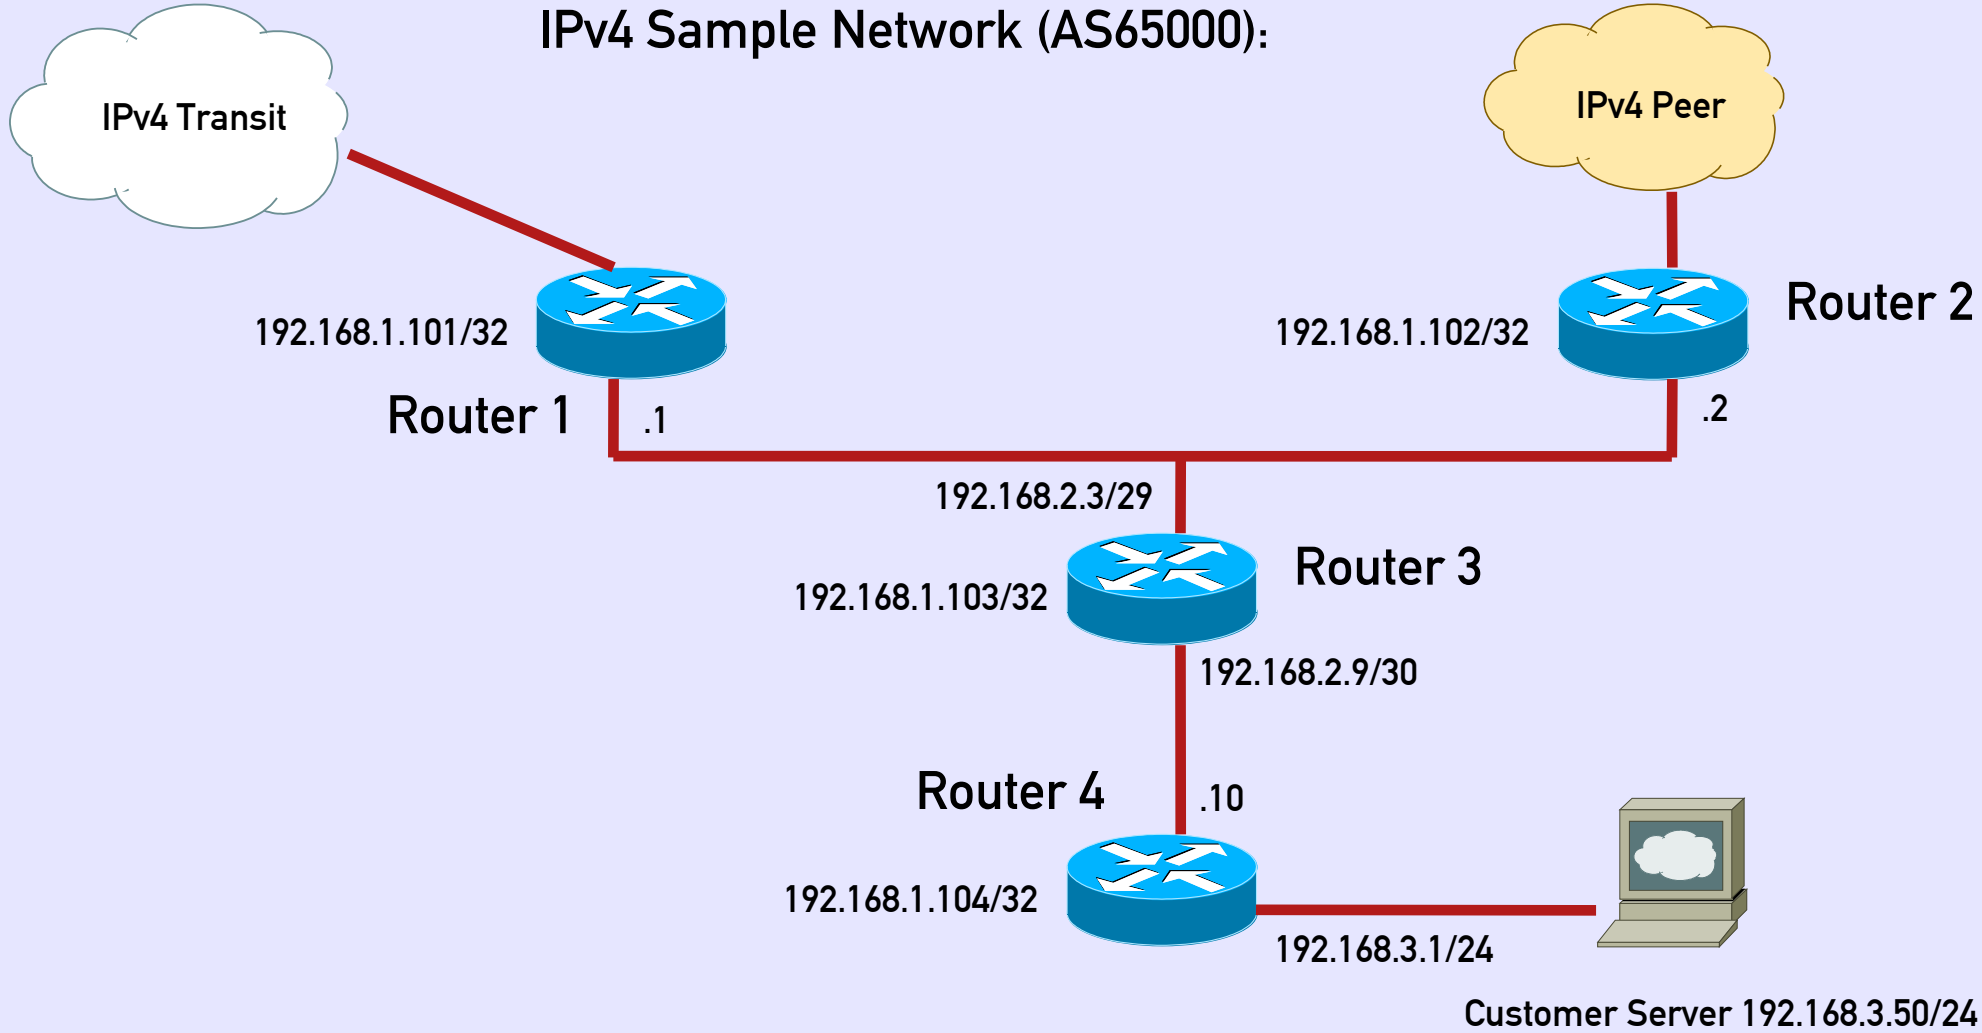 IPv4 Sample Network (AS65000):
IPv4 Transit
IPv4 Peer
192.168.1.101/32
Router 1
.1
192.168.1.102/32
Router 2
.2
192.168.2.3/29
192.168.1.103/32
Router 3
192.168.2.9/30
Router 4
.10
192.168.1.104/32
192.168.3.1/24
Customer Server 192.168.3.50/24